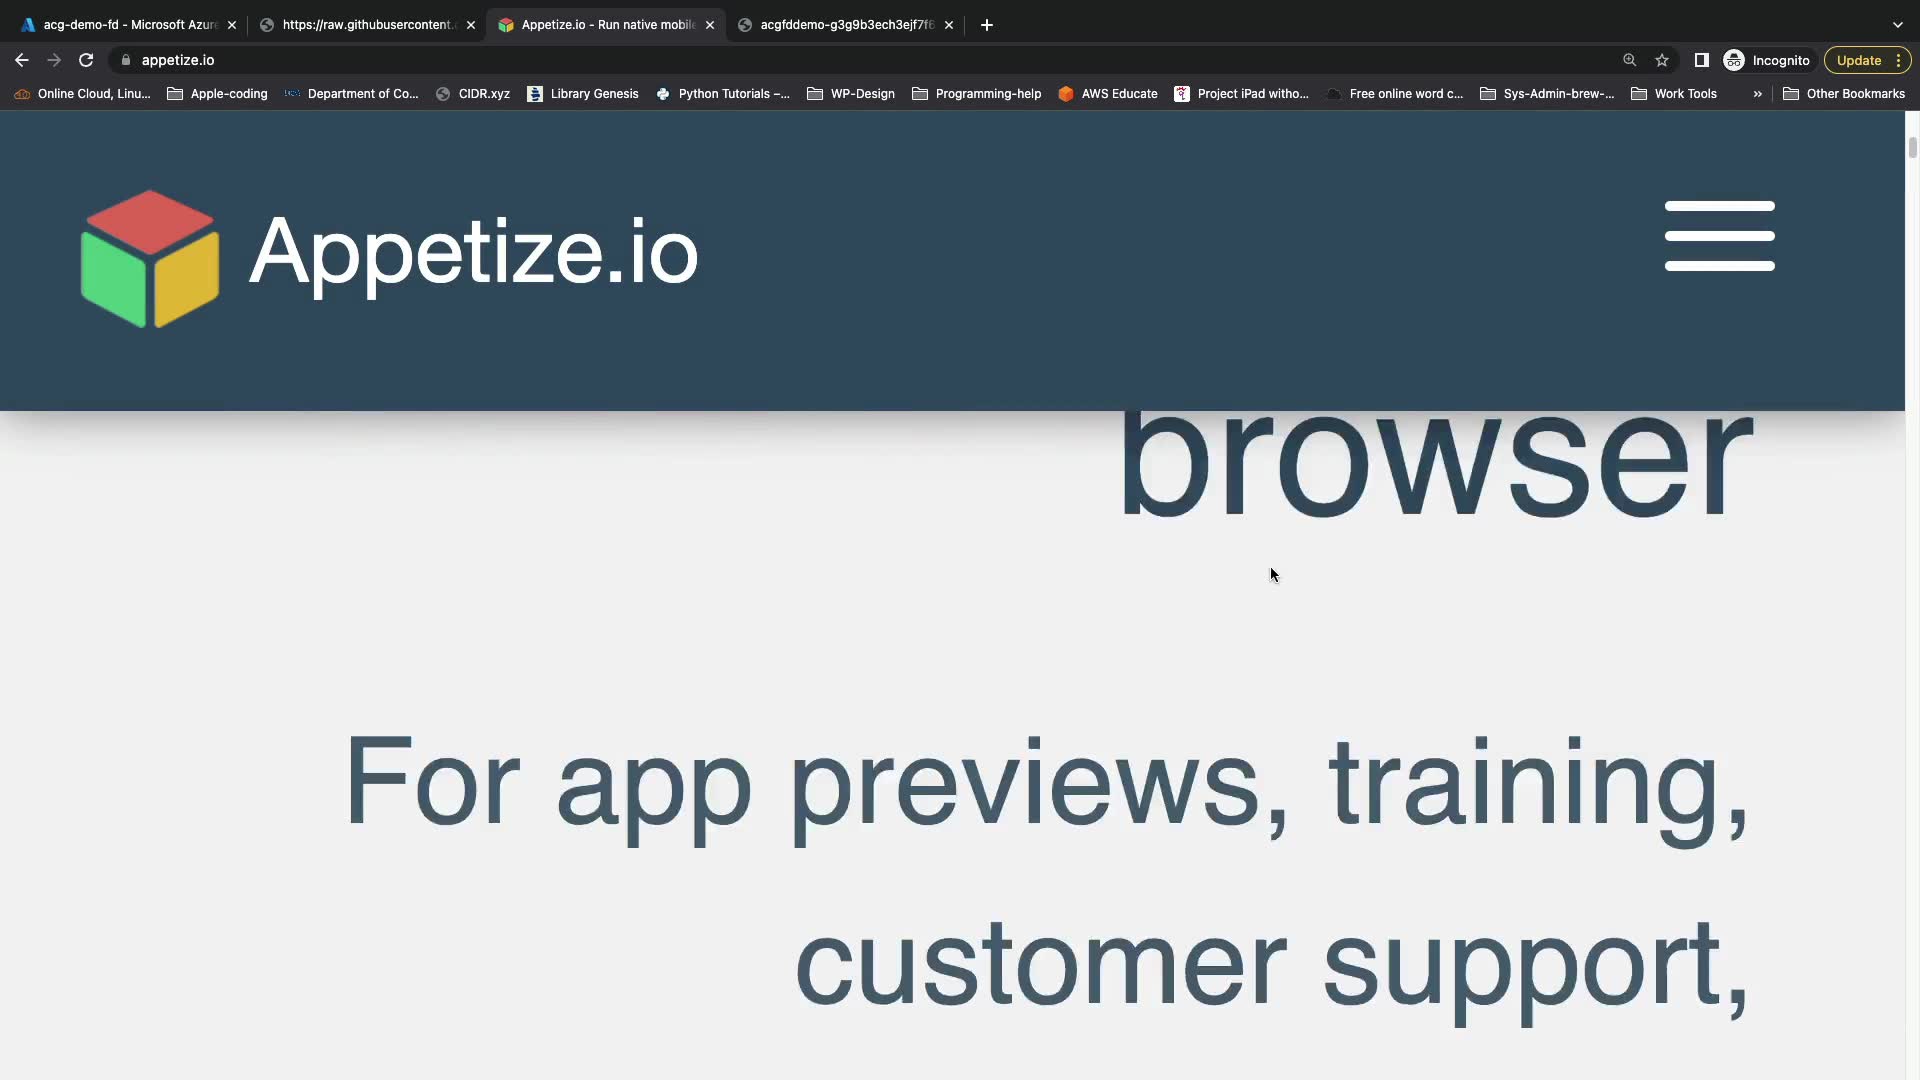 acg-demo-fd - Microsoft Azure
https://raw.githubusercontent.
Appetize.io - Run native mobile
acgfddemo-g3g9b3ech3ejf7f6
appetize.io
Incognito
Update
Online Cloud, Linu...
Apple-coding
Department of Co...
CIDR.xyz
Library Genesis
Python Tutorials –...
WP-Design
Programming-help
AWS Educate
Project iPad witho...
Free online word c...
Sys-Admin-brew-...
Work Tools
»
Other Bookmarks
Appetize.io
browser
For app previews, training,
customer support,